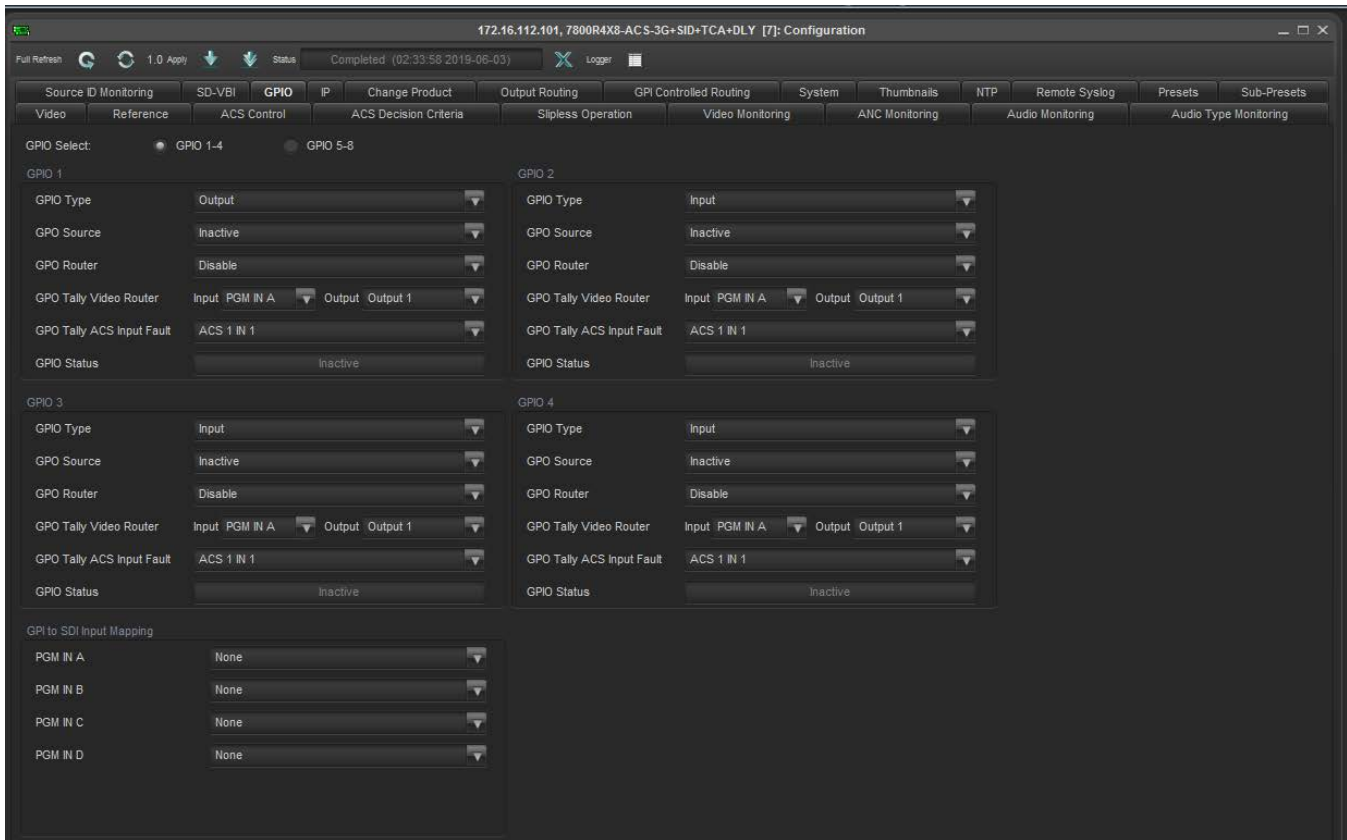 172.16.112.101, 7800R4X8-ACS-3G+SID+TCA+DLY [7]: Configuration
Full Refresh 1.0 Apply Status Completed (02:33:58 2019-06-03) Logger
Source ID Monitoring SD-VBI GPIO IP Change Product Output Routing GPI Controlled Routing System Thumbnails NTP Remote Syslog Presets Sub-Presets
Video Reference ACS Control ACS Decision Criteria Slipless Operation Video Monitoring ANC Monitoring Audio Monitoring Audio Type Monitoring
GPIO Select: GPIO 1-4 GPIO 5-8
GPIO 1
GPIO Type Output
GPO Source Inactive
GPO Router Disable
GPO Tally Video Router Input PGM IN A Output Output 1
GPO Tally ACS Input Fault ACS 1 IN 1
GPIO Status Inactive
GPIO 2
GPIO Type Input
GPO Source Inactive
GPO Router Disable
GPO Tally Video Router Input PGM IN A Output Output 1
GPO Tally ACS Input Fault ACS 1 IN 1
GPIO Status Inactive
GPIO 3
GPIO Type Input
GPO Source Inactive
GPO Router Disable
GPO Tally Video Router Input PGM IN A Output Output 1
GPO Tally ACS Input Fault ACS 1 IN 1
GPIO Status Inactive
GPIO 4
GPIO Type Input
GPO Source Inactive
GPO Router Disable
GPO Tally Video Router Input PGM IN A Output Output 1
GPO Tally ACS Input Fault ACS 1 IN 1
GPIO Status Inactive
GPI to SDI Input Mapping
PGM IN A None
PGM IN B None
PGM IN C None
PGM IN D None